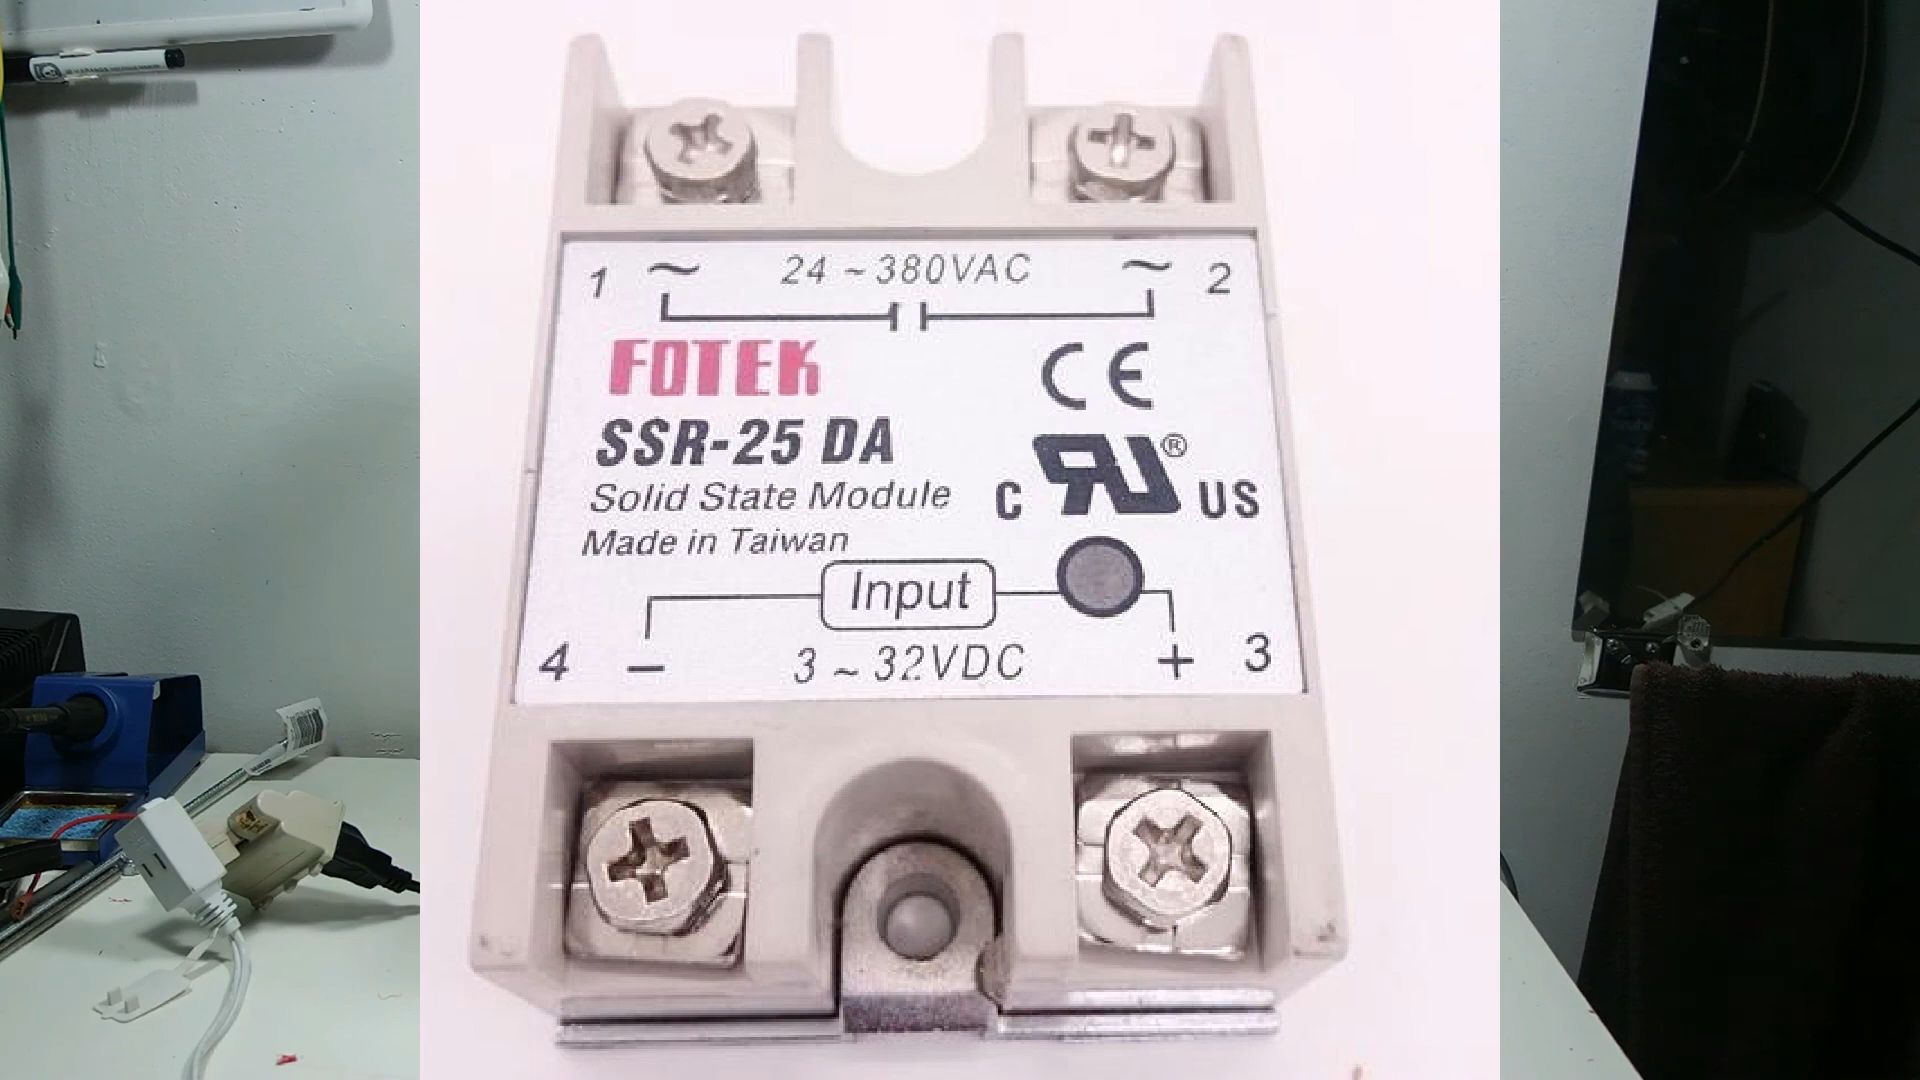 1 ~ 24 ~ 380VAC ~ 2
FOTEK
CE
SSR-25 DA
®
Solid State Module
C RU US
Made in Taiwan
Input
4 − 3 ~ 32VDC + 3